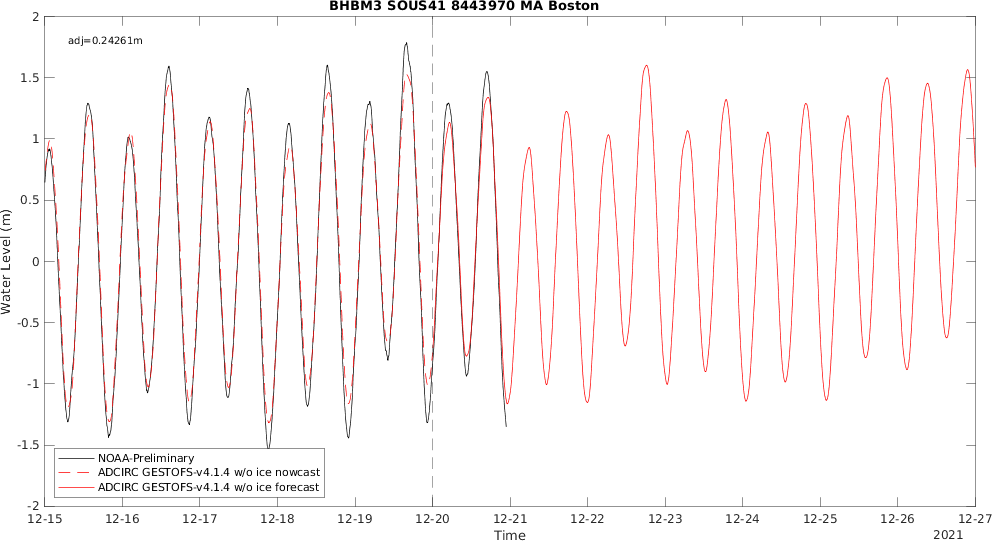 BHBM3 SOUS41 8443970 MA Boston
adj=0.24261m
2
1.5
1
0.5
0
-0.5
-1
-1.5
-2
Water Level (m)
NOAA-Preliminary
ADCIRC GESTOFS-v4.1.4 w/o ice nowcast
ADCIRC GESTOFS-v4.1.4 w/o ice forecast
12-15 12-16 12-17 12-18 12-19 12-20 12-21 12-22 12-23 12-24 12-25 12-26 12-27
Time
2021